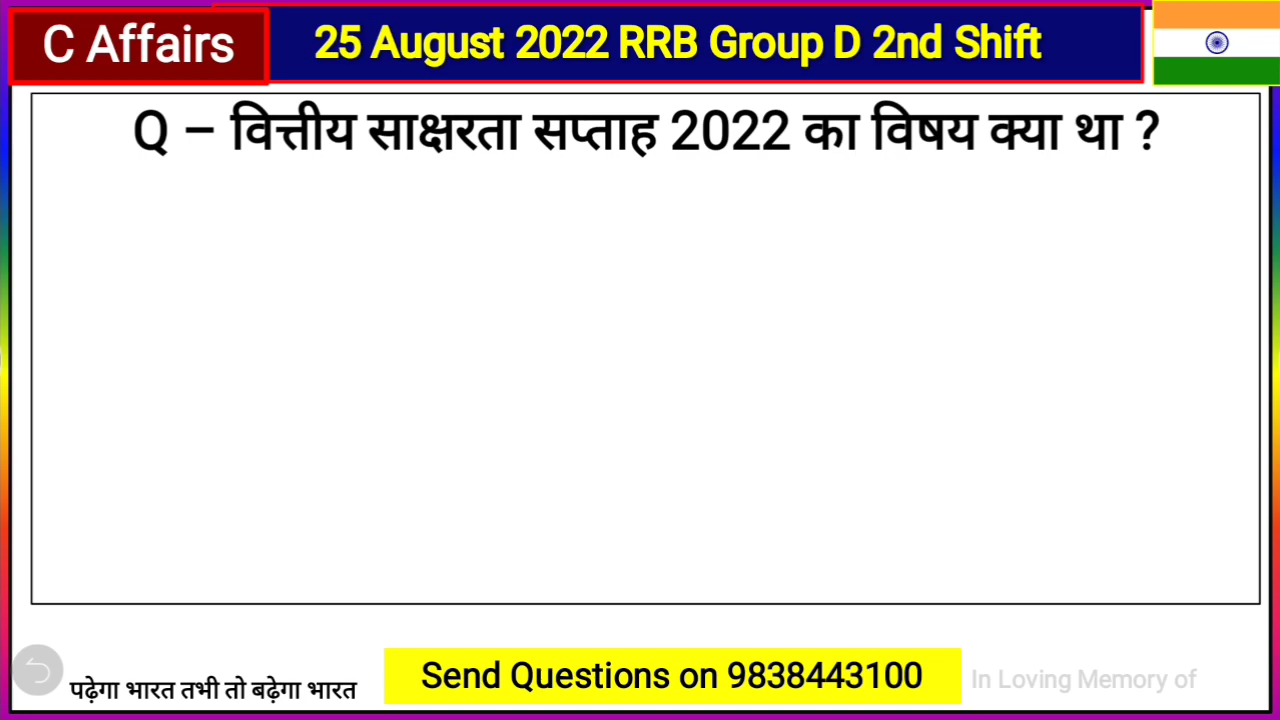 C Affairs
25 August 2022 RRB Group D 2nd Shift
Q – वित्तीय साक्षरता सप्ताह 2022 का विषय क्या था ?
पढ़ेगा भारत तभी तो बढ़ेगा भारत
Send Questions on 9838443100
In Loving Memory of